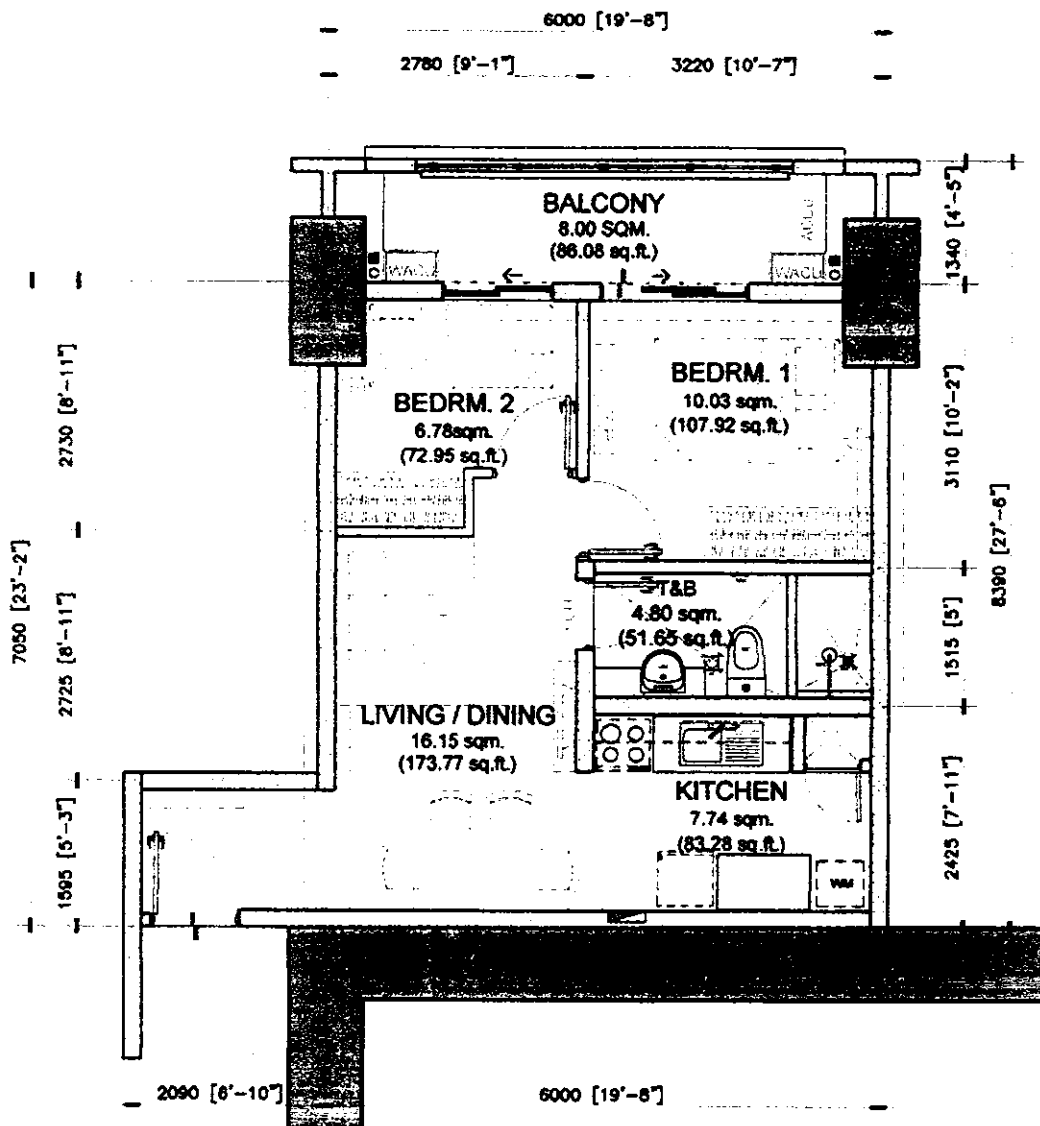 6000 [19'-8"]
2780 [9'-1"]
3220 [10'-7"]
BALCONY
8.00 SQM.
(86.08 sq.ft.)
WACU
WACU
1340 [4'-5"]
BEDRM. 1
10.03 sqm.
(107.92 sq.ft.)
BEDRM. 2
6.78sqm.
(72.95 sq.ft.)
2730 [8'-11"]
3110 [10'-2"]
7050 [23'-2"]
8390 [27'-6"]
T&B
4.80 sqm.
(51.65 sq.ft.)
2725 [8'-11"]
1515 [5']
LIVING / DINING
16.15 sqm.
(173.77 sq.ft.)
KITCHEN
7.74 sqm.
(83.28 sq.ft.)
WM
1595 [5'-3"]
2425 [7'-11"]
2090 [6'-10"]
6000 [19'-8"]